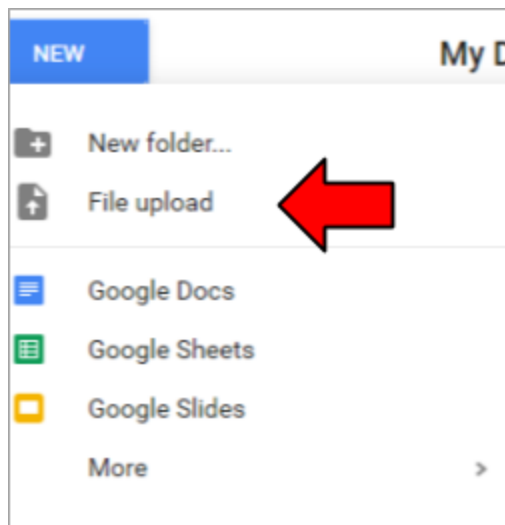 NEW My D
New folder...
File upload
Google Docs
Google Sheets
Google Slides
More >